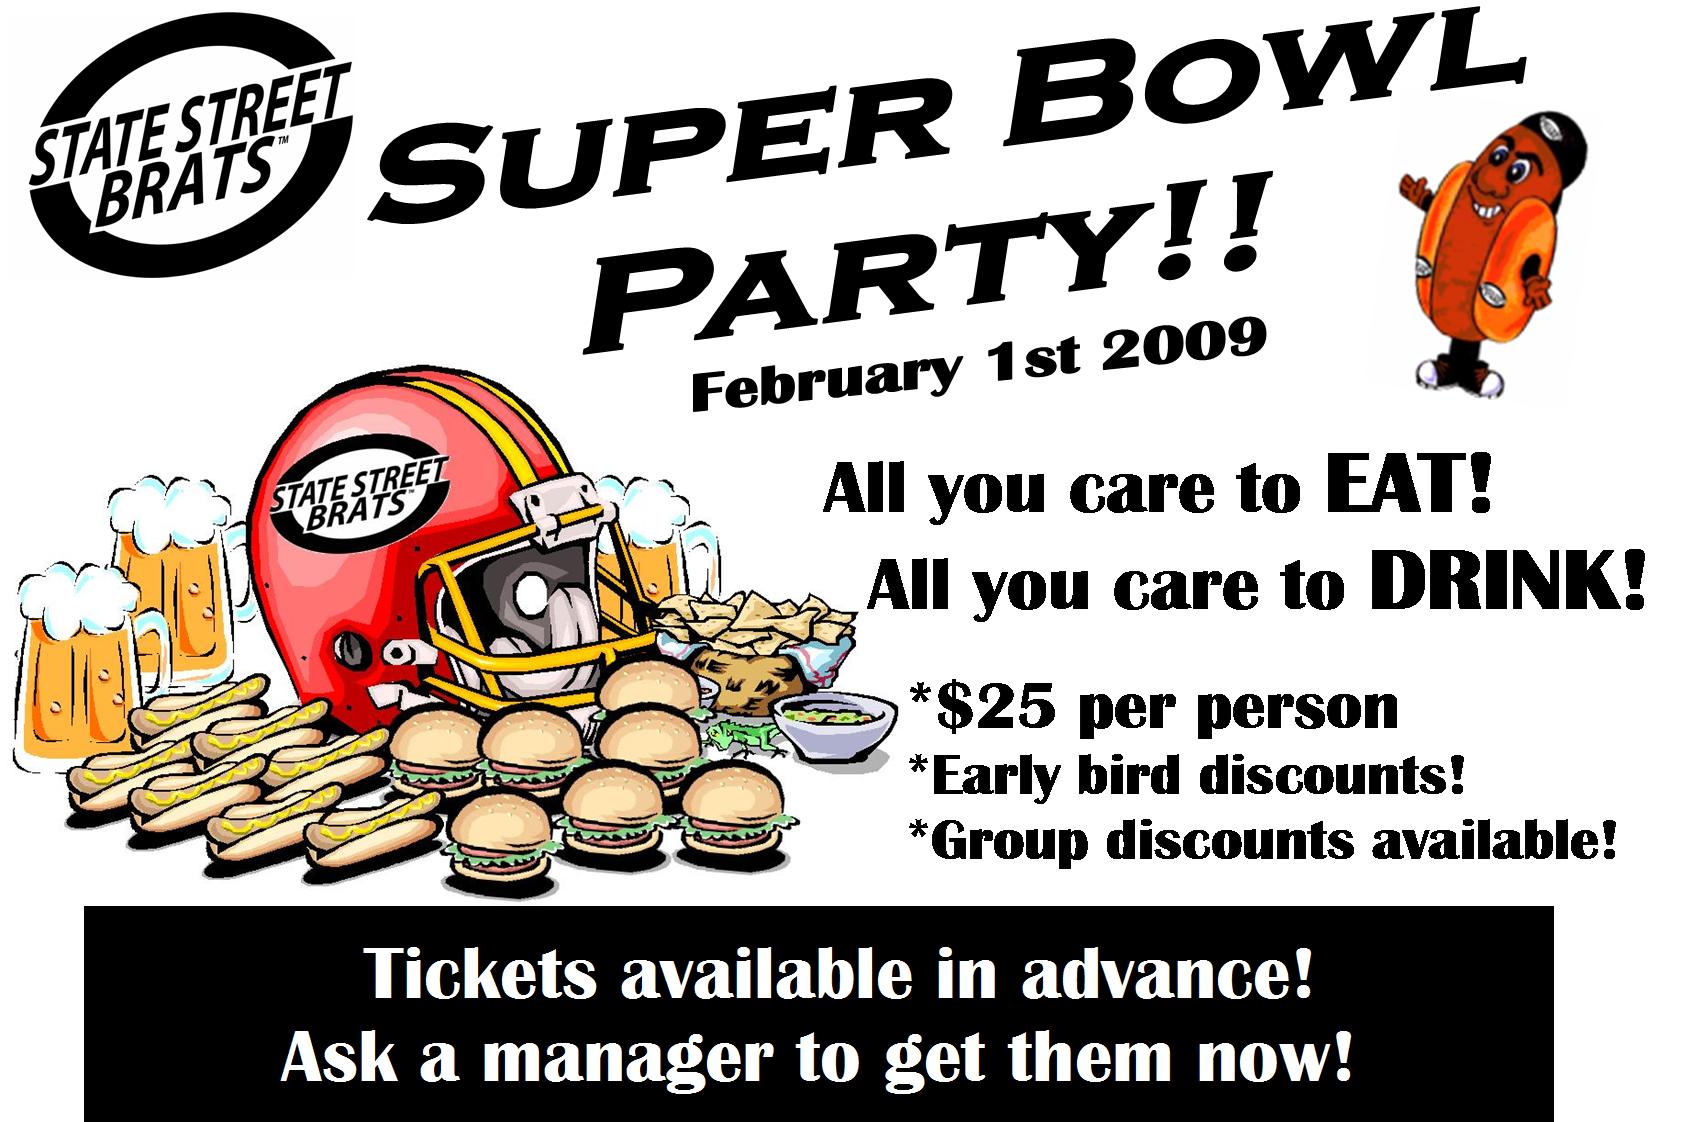 STATE STREET
BRATS™
SUPER BOWL
PARTY!!
February 1st 2009
STATE STREET
BRATS™
All you care to EAT!
All you care to DRINK!
*$25 per person
*Early bird discounts!
*Group discounts available!
Tickets available in advance!
Ask a manager to get them now!